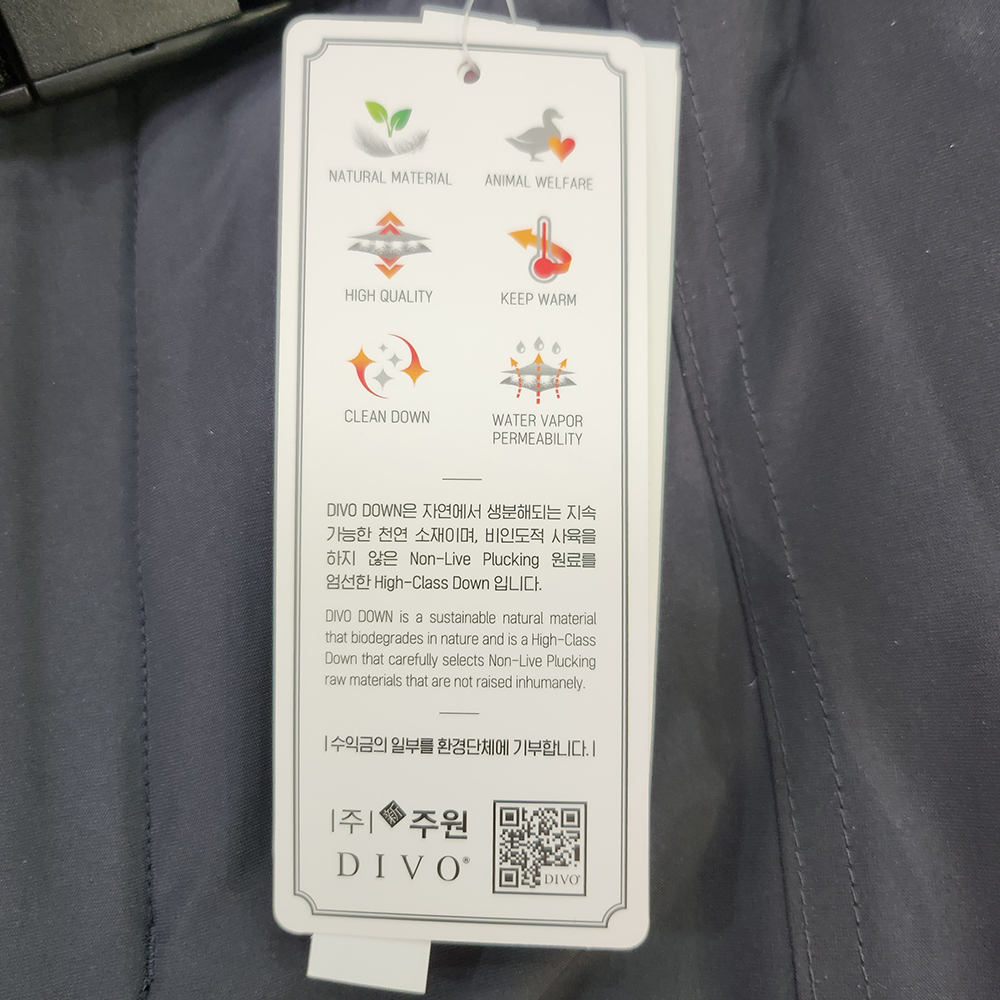 NATURAL MATERIAL
ANIMAL WELFARE
HIGH QUALITY
KEEP WARM
CLEAN DOWN
WATER VAPOR
PERMEABILITY
DIVO DOWN은 자연에서 생분해되는 지속
가능한 천연 소재이며, 비인도적 사육을
하지 않은 Non-Live Plucking 원료를
엄선한 High-Class Down 입니다.
DIVO DOWN is a sustainable natural material
that biodegrades in nature and is a High-Class
Down that carefully selects Non-Live Plucking
raw materials that are not raised inhumanely.
|수익금의 일부를 환경단체에 기부합니다.|
|주| 주원
DIVO®
DIVO®